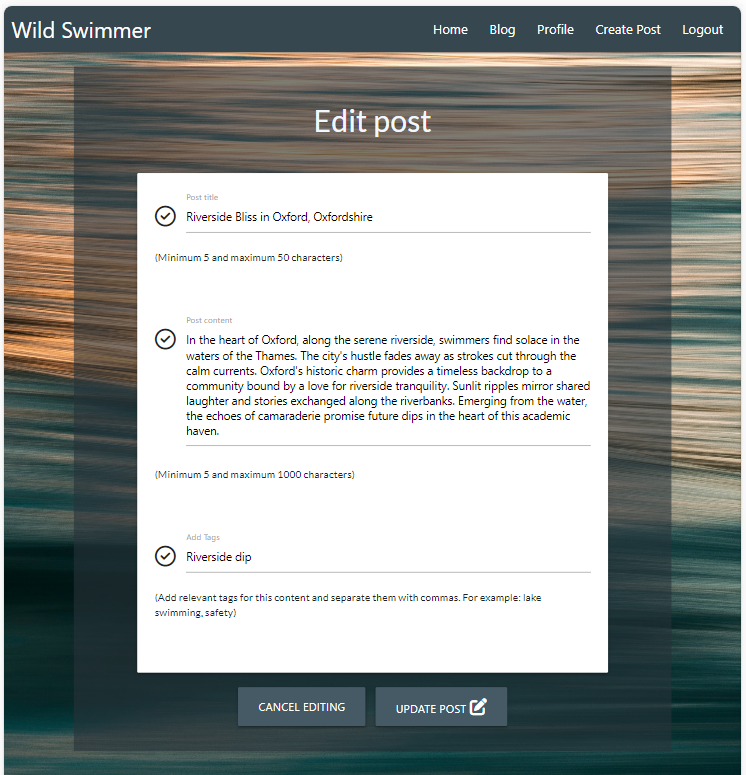 Wild Swimmer
Home Blog Profile Create Post Logout
Edit post
Post title
Riverside Bliss in Oxford, Oxfordshire
(Minimum 5 and maximum 50 characters)
Post content
In the heart of Oxford, along the serene riverside, swimmers find solace in the
waters of the Thames. The city's hustle fades away as strokes cut through the
calm currents. Oxford's historic charm provides a timeless backdrop to a
community bound by a love for riverside tranquility. Sunlit ripples mirror shared
laughter and stories exchanged along the riverbanks. Emerging from the water,
the echoes of camaraderie promise future dips in the heart of this academic
haven.
(Minimum 5 and maximum 1000 characters)
Add Tags
Riverside dip
(Add relevant tags for this content and separate them with commas. For example: lake
swimming, safety)
CANCEL EDITING UPDATE POST